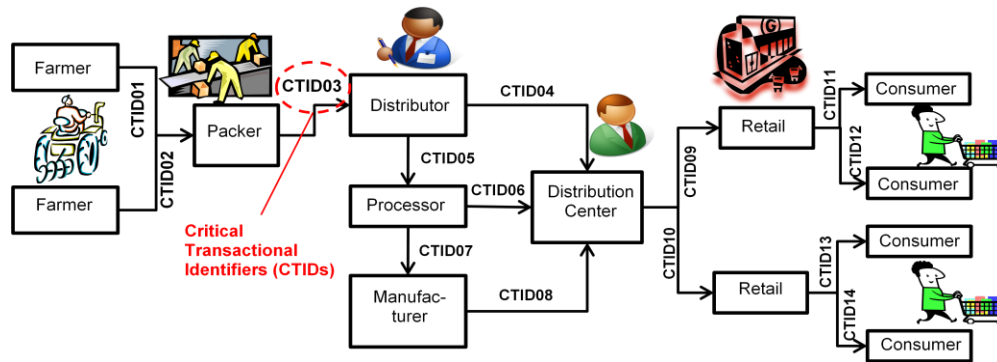 Farmer
CTID01
CTID02
Farmer
Packer
CTID03
Critical
Transactional
Identifiers (CTIDs)
Distributor
CTID04
CTID05
Processor
CTID06
CTID07
Manufac-
turer
CTID08
Distribution
Center
CTID09
CTID10
G
Retail
CTID11
CTID12
Consumer
Consumer
Retail
CTID13
CTID14
Consumer
Consumer